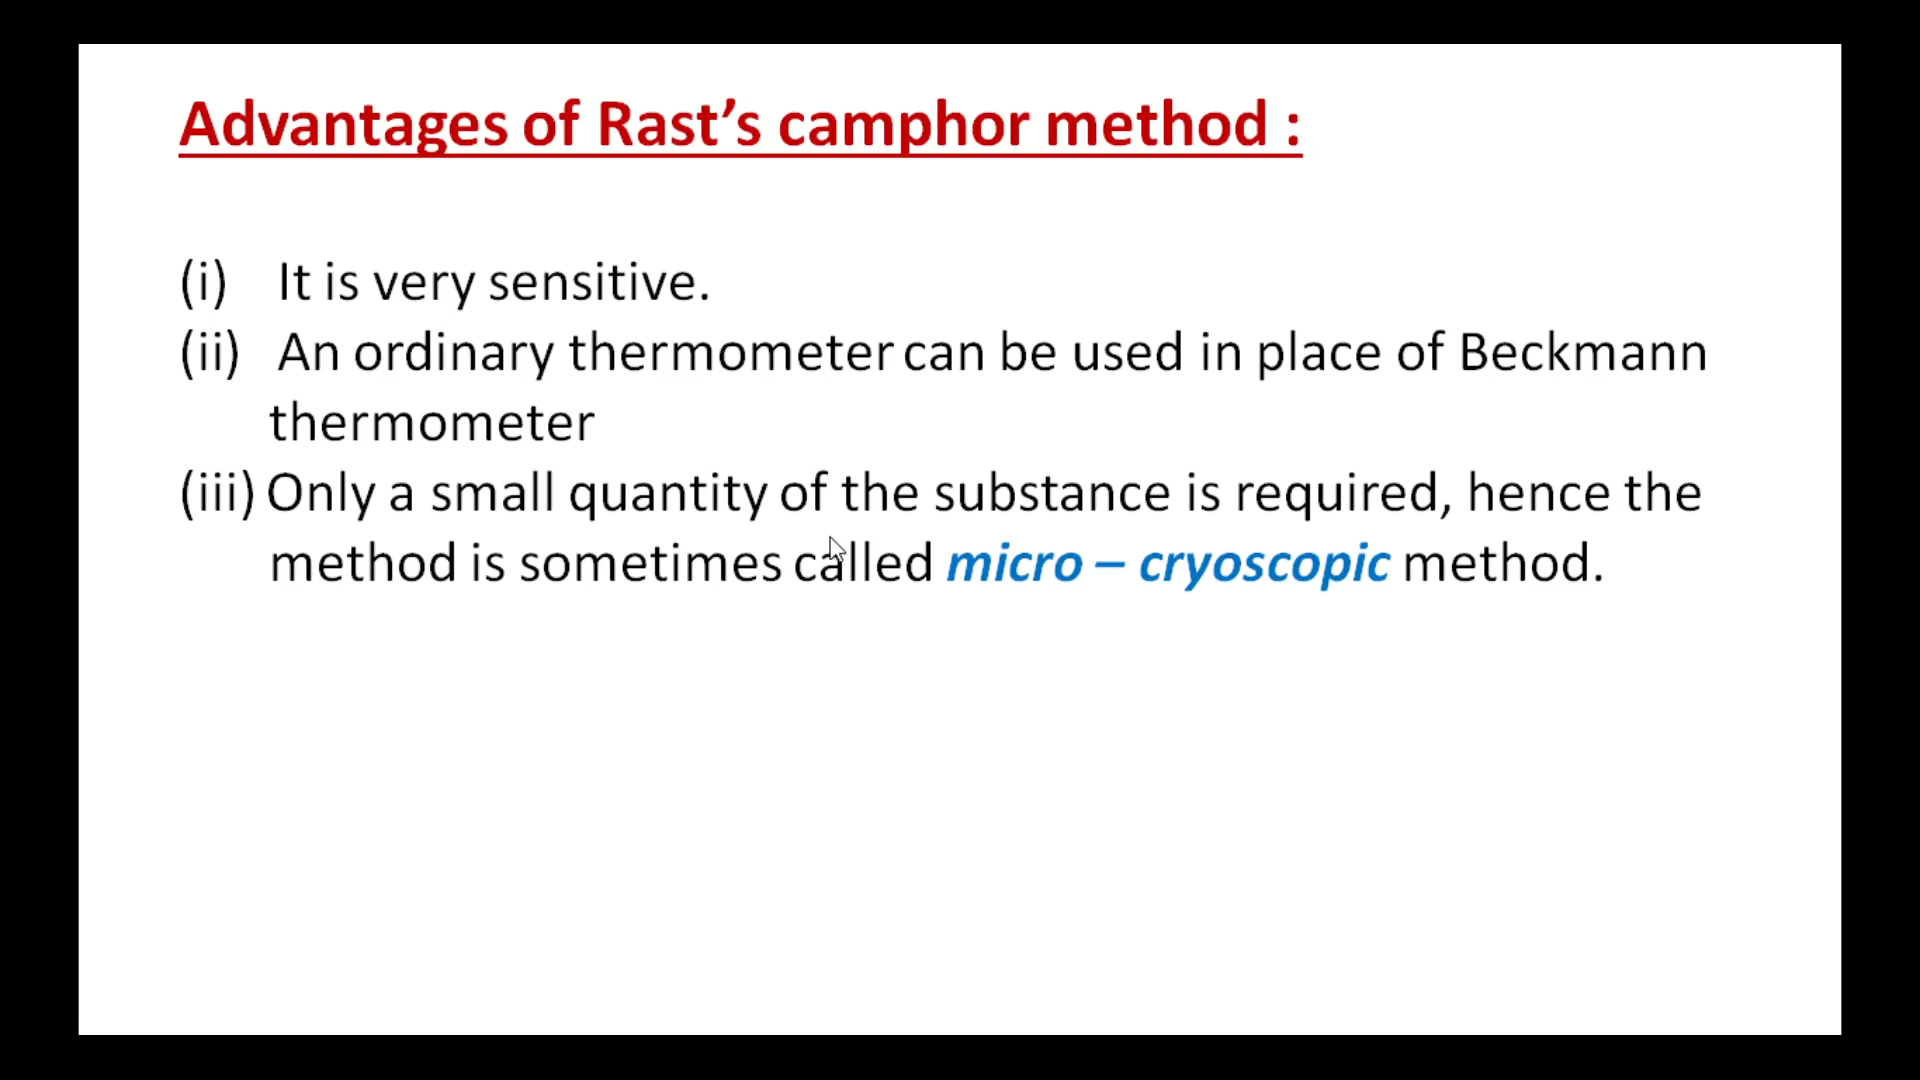 Advantages of Rast’s camphor method :
(i) It is very sensitive.
(ii) An ordinary thermometer can be used in place of Beckmann
thermometer
(iii) Only a small quantity of the substance is required, hence the
method is sometimes called micro – cryoscopic method.